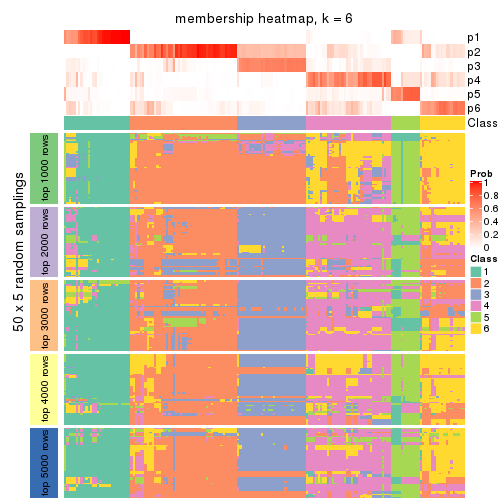 membership heatmap, k = 6
p1
p2
p3
p4
p5
p6
Class
50 x 5 random samplings
top 1000 rows
top 2000 rows
top 3000 rows
top 4000 rows
top 5000 rows
Prob
1
0.8
0.6
0.4
0.2
0
Class
1
2
3
4
5
6